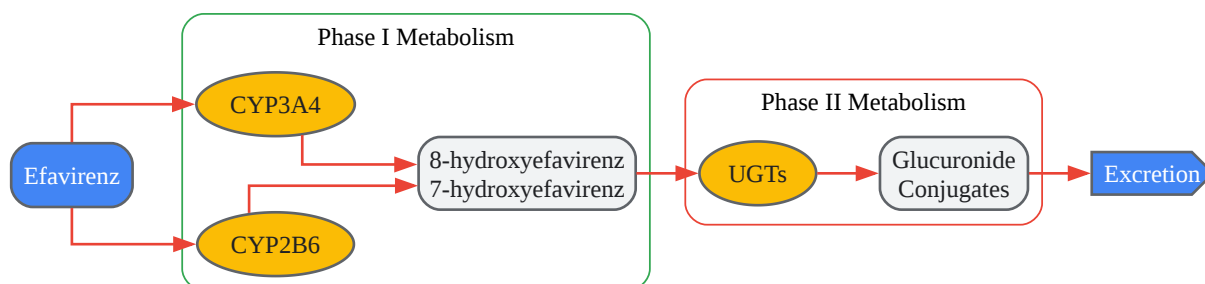 Phase I Metabolism
CYP3A4
Efavirenz
8-hydroxyefavirenz
7-hydroxyefavirenz
CYP2B6
Phase II Metabolism
UGTs
Glucuronide
Conjugates
Excretion